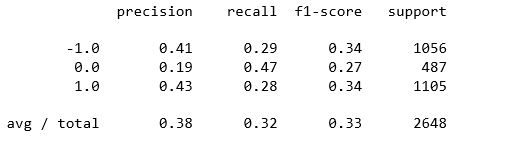 precision recall f1-score support
-1.0 0.41 0.29 0.34 1056
0.0 0.19 0.47 0.27 487
1.0 0.43 0.28 0.34 1105
avg / total 0.38 0.32 0.33 2648